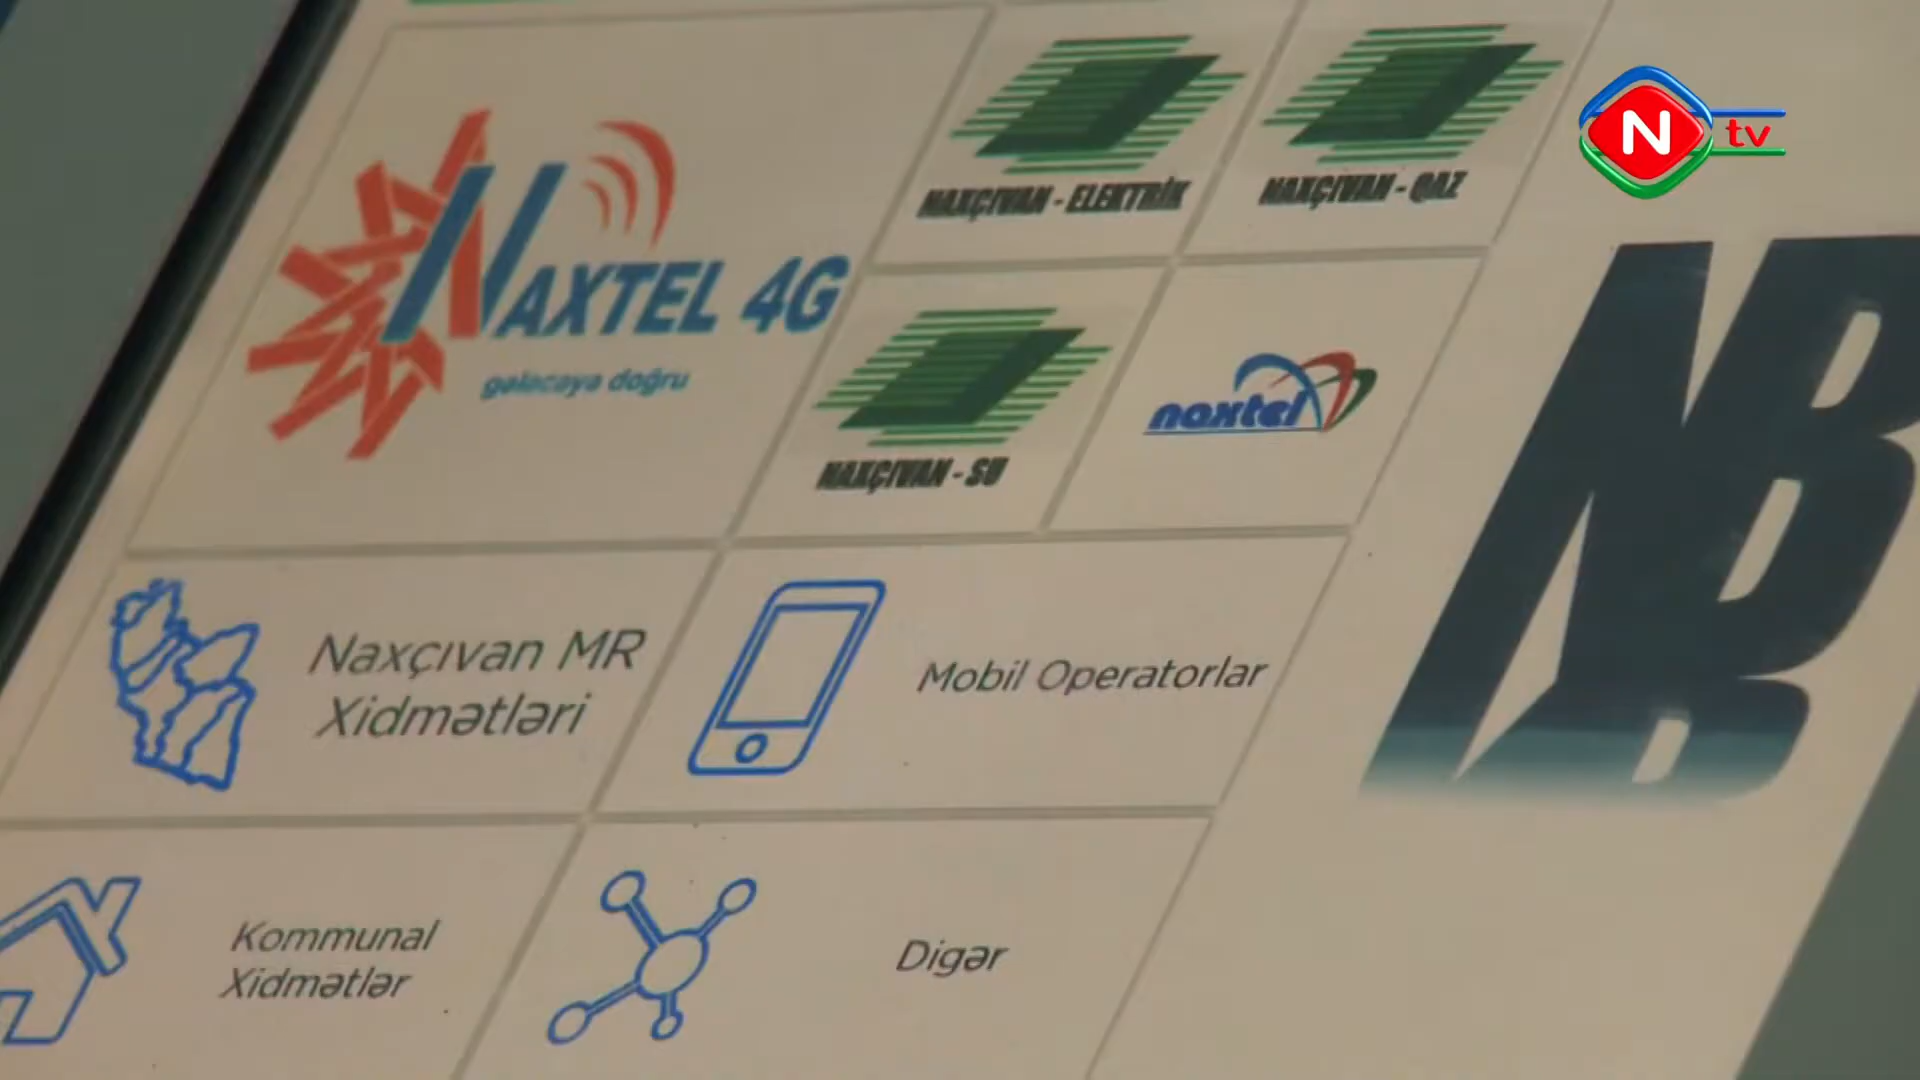 N tv
NAXTEL 4G
gələcəyə doğru
NAXÇIVAN - ELEKTRİK
NAXÇIVAN - QAZ
NAXÇIVAN - SU
naxtel
NBB
Naxçıvan MR
Xidmətləri
Mobil Operatorlar
Kommunal
Xidmətlər
Digər